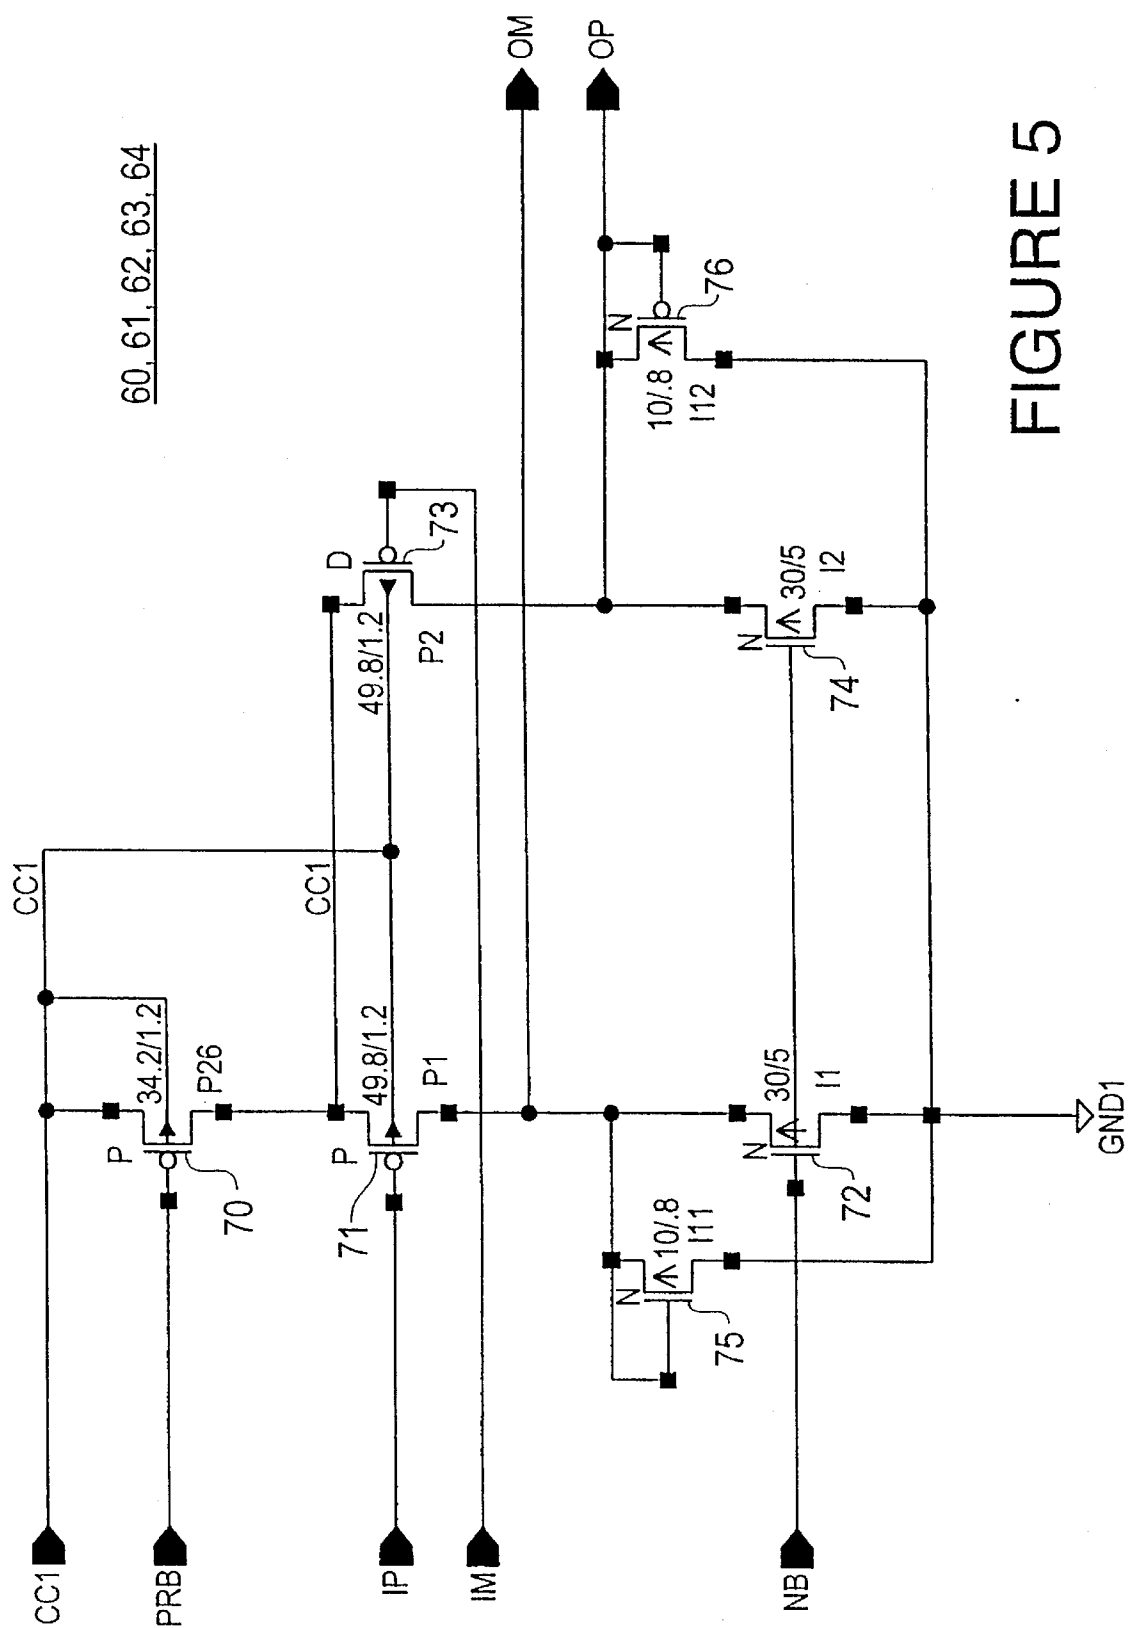 60, 61, 62, 63, 64
CC1
CC1
PRB
P
34.2/1.2
P26
70
CC1
D
49.8/1.2
P2
73
IP
P
49.8/1.2
P1
71
IM
OM
OP
N
10/.8
I11
75
N
30/5
I1
72
N
30/5
I2
74
N
10/.8
I12
76
NB
GND1
FIGURE 5